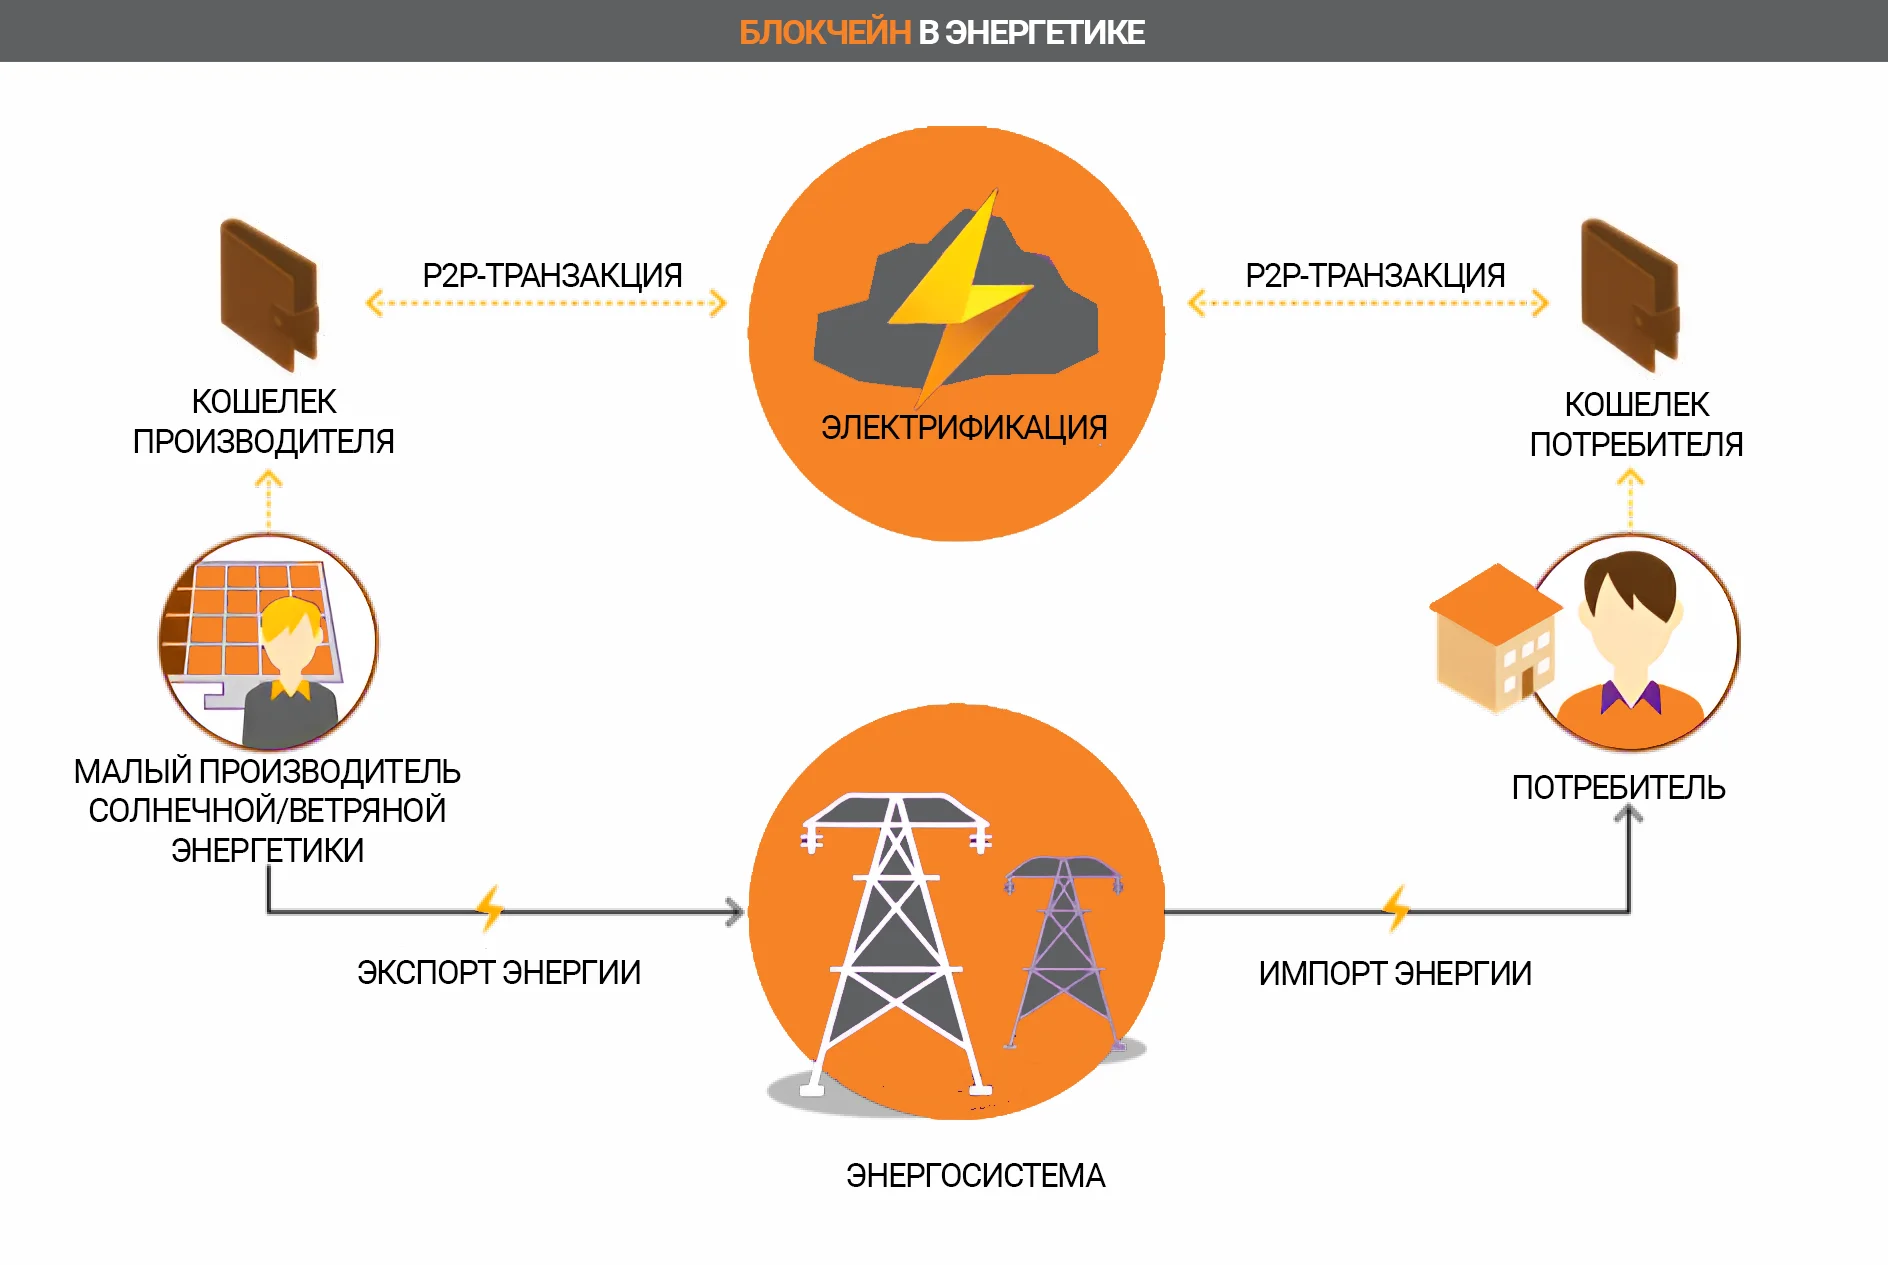 БЛОКЧЕЙН В ЭНЕРГЕТИКЕ
P2P-ТРАНЗАКЦИЯ
P2P-ТРАНЗАКЦИЯ
КОШЕЛЕК
ПРОИЗВОДИТЕЛЯ
ЭЛЕКТРИФИКАЦИЯ
КОШЕЛЕК
ПОТРЕБИТЕЛЯ
МАЛЫЙ ПРОИЗВОДИТЕЛЬ
СОЛНЕЧНОЙ/ВЕТРЯНОЙ
ЭНЕРГЕТИКИ
ПОТРЕБИТЕЛЬ
ЭКСПОРТ ЭНЕРГИИ
ИМПОРТ ЭНЕРГИИ
ЭНЕРГОСИСТЕМА